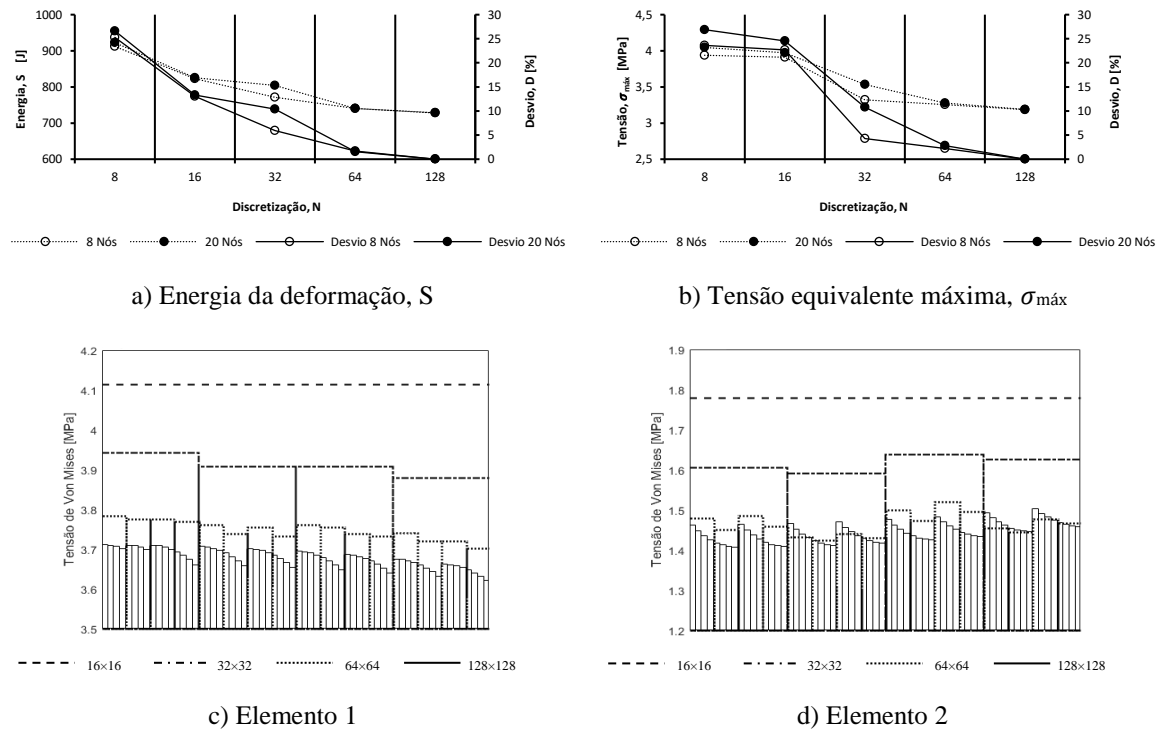 1000
900
800
700
600
Energia, S [J]
30
25
20
15
10
5
0
Desvio, D [%]
8 16 32 64 128
Discretização, N
8 Nós 20 Nós Desvio 8 Nós Desvio 20 Nós
a) Energia da deformação, S
4,5
4
3,5
3
2,5
Tensão, σ máx [MPa]
30
25
20
15
10
5
0
Desvio, D [%]
8 16 32 64 128
Discretização, N
8 Nós 20 Nós Desvio 8 Nós Desvio 20 Nós
b) Tensão equivalente máxima, σmáx
4.2
4.1
4
3.9
3.8
3.7
3.6
3.5
Tensão de Von Mises [MPa]
16×16 32×32 64×64 128×128
c) Elemento 1
1.9
1.8
1.7
1.6
1.5
1.4
1.3
1.2
Tensão de Von Mises [MPa]
16×16 32×32 64×64 128×128
d) Elemento 2